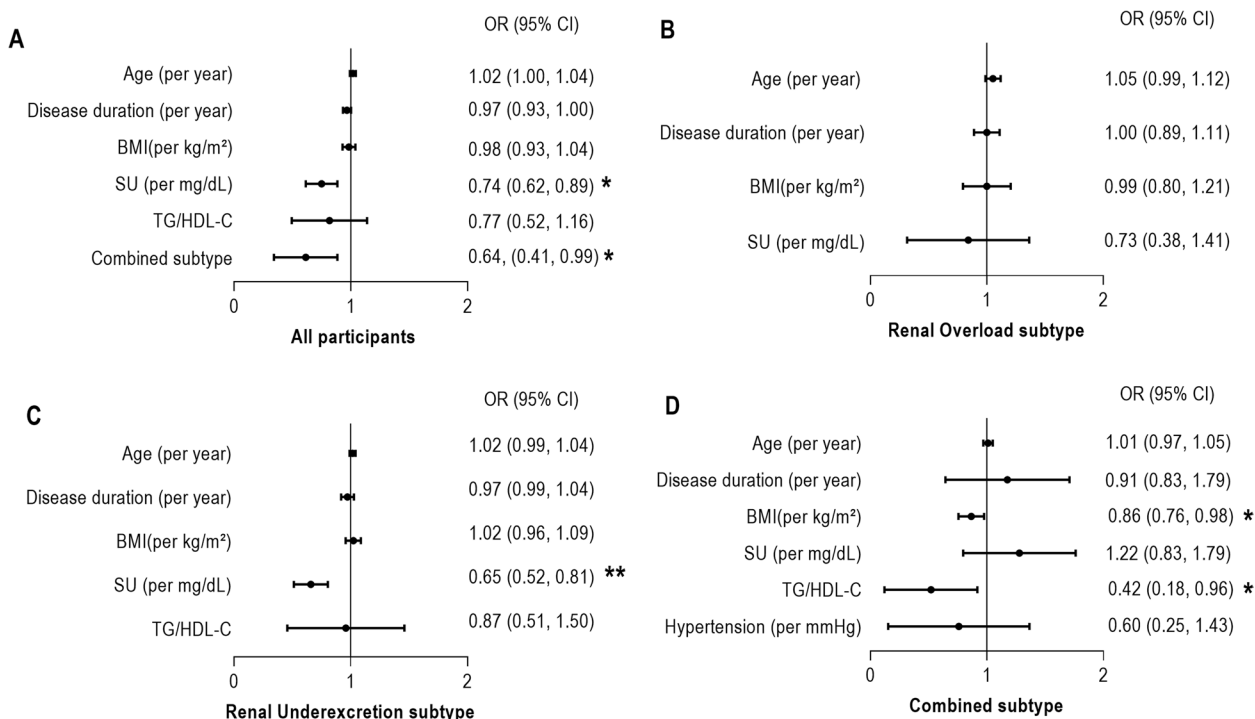 A
OR (95% CI)
Age (per year) 1.02 (1.00, 1.04)
Disease duration (per year) 0.97 (0.93, 1.00)
BMI(per kg/m²) 0.98 (0.93, 1.04)
SU (per mg/dL) 0.74 (0.62, 0.89) *
TG/HDL-C 0.77 (0.52, 1.16)
Combined subtype 0.64, (0.41, 0.99) *
0 1 2
All participants
B
OR (95% CI)
Age (per year) 1.05 (0.99, 1.12)
Disease duration (per year) 1.00 (0.89, 1.11)
BMI(per kg/m²) 0.99 (0.80, 1.21)
SU (per mg/dL) 0.73 (0.38, 1.41)
0 1 2
Renal Overload subtype
C
OR (95% CI)
Age (per year) 1.02 (0.99, 1.04)
Disease duration (per year) 0.97 (0.99, 1.04)
BMI(per kg/m²) 1.02 (0.96, 1.09)
SU (per mg/dL) 0.65 (0.52, 0.81) **
TG/HDL-C 0.87 (0.51, 1.50)
0 1 2
Renal Underexcretion subtype
D
OR (95% CI)
Age (per year) 1.01 (0.97, 1.05)
Disease duration (per year) 0.91 (0.83, 1.79)
BMI(per kg/m²) 0.86 (0.76, 0.98) *
SU (per mg/dL) 1.22 (0.83, 1.79)
TG/HDL-C 0.42 (0.18, 0.96) *
Hypertension (per mmHg) 0.60 (0.25, 1.43)
0 1 2
Combined subtype